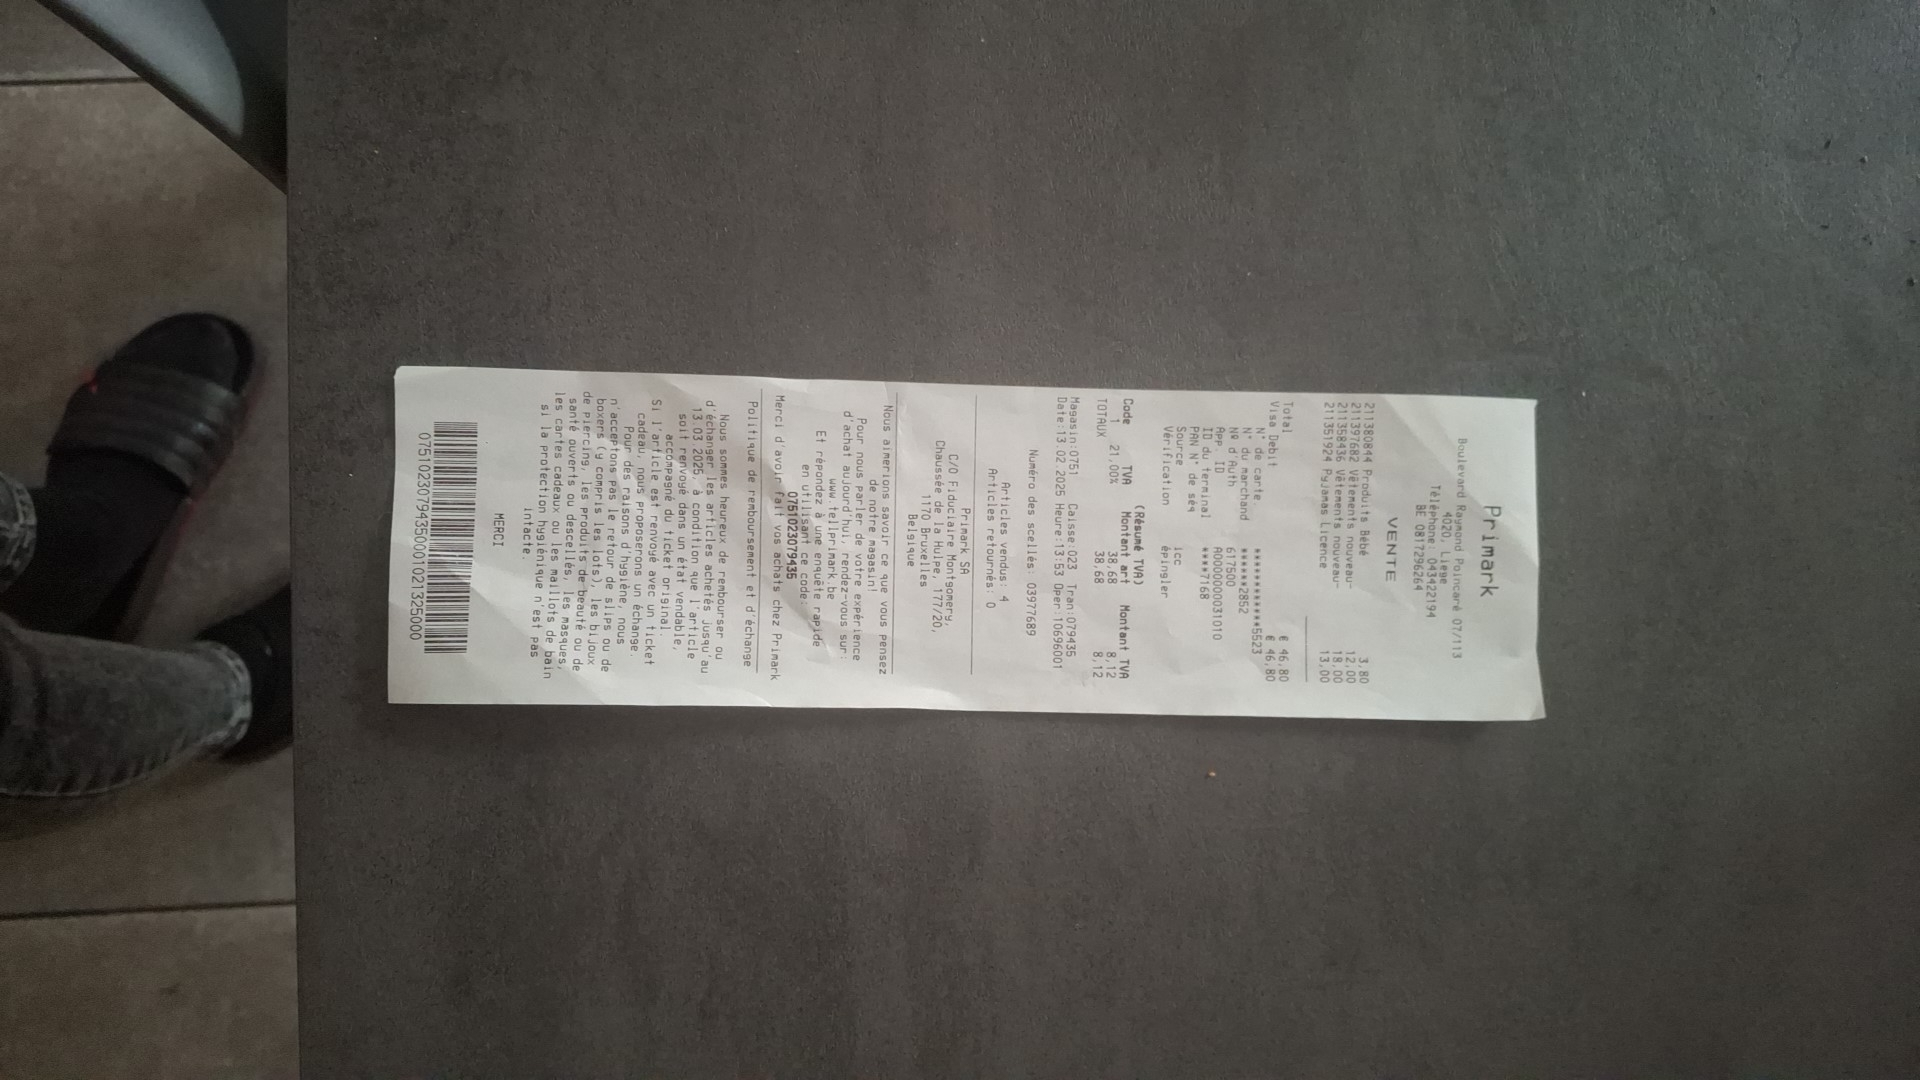 Primark
Boulevard Raymond Poincaré 07/113
4020, Liège
Téléphone: 043422194
BE 0817296264
VENTE
211380844 Produits Bébé 3,80
211397682 Vêtements nouveau- 12,00
211358436 Vêtements nouveau- 18,00
211351924 Pyjamas Licence 13,00
Total € 46,80
Visa Debit € 46,80
N° de carte. ************5523
N° du marchand ******2852
Nº d'Auth 617500
App. ID A0000000031010
ID du terminal ****7168
PAN N° de séq
Source icc
Vérification épingler
(Résumé TVA)
Code TVA Montant art Montant TVA
1 21.00% 38,68 8,12
TOTAUX 38,68 8,12
Magasin:0751 Caisse:023 Tran:079435
Date:13.02.2025 Heure:13:53 Oper:10696001
Numéro des scellés: 03977689
Articles vendus: 4
Articles retournés: 0
Primark SA
C/O Fiduciaire Montgomery,
Chaussée de la Hulpe, 177/20,
1170 Bruxelles
Belgique
Nous aimerions savoir ce que vous pensez
de notre magasin!
Pour nous parler de votre expérience
d'achat aujourd'hui, rendez-vous sur:
www.tellprimark.be
Et répondez à une enquête rapide
en utilisant ce code:
0751023079435
Merci d'avoir fait vos achats chez Primark
Politique de remboursement et d'échange
Nous sommes heureux de rembourser ou
d'échanger les articles achetés jusqu'au
13.03.2025, à condition que l'article
soit renvoyé dans un état vendable,
accompagné du ticket original.
Si l'article est renvoyé avec un ticket
cadeau, nous proposerons un échange.
Pour des raisons d'hygiène, nous
n'acceptons pas le retour de slips ou de
boxers (y compris les lots), les bijoux
de piercing, les produits de beauté ou de
santé ouverts ou descellés, les masques,
les cartes cadeaux ou les maillots de bain
si la protection hygiénique n'est pas
intacte.
MERCI
0751023079435000102132500​0